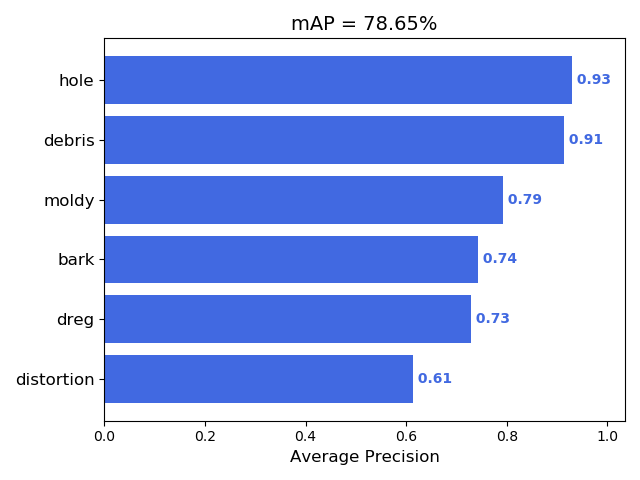 mAP = 78.65%
hole 0.93
debris 0.91
moldy 0.79
bark 0.74
dreg 0.73
distortion 0.61
0.0 0.2 0.4 0.6 0.8 1.0
Average Precision